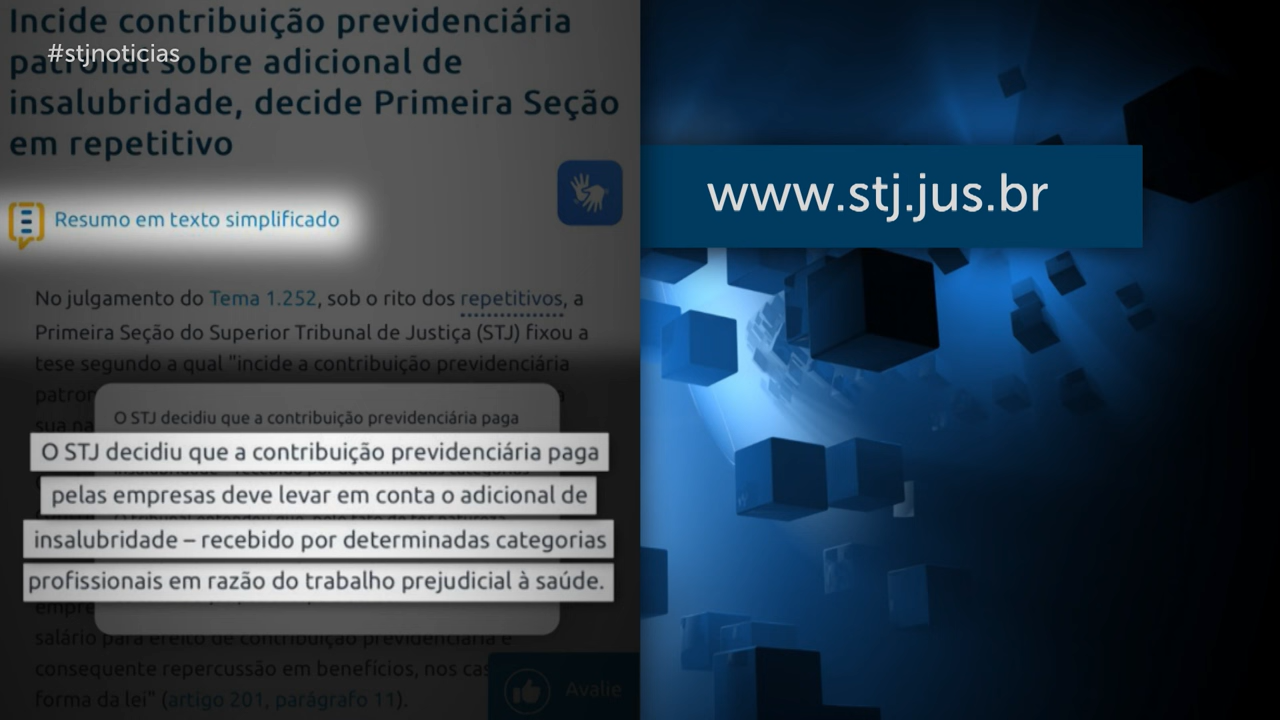 #stjnoticias
Incide contribuição previdenciária
patronal sobre adicional de
insalubridade, decide Primeira Seção
em repetitivo
Resumo em texto simplificado
No julgamento do Tema 1.252, sob o rito dos repetitivos, a
Primeira Seção do Superior Tribunal de Justiça (STJ) fixou a
tese segundo a qual "incide a contribuição previdenciária
O STJ decidiu que a contribuição previdenciária paga
O STJ decidiu que a contribuição previdenciária paga
pelas empresas deve levar em conta o adicional de
insalubridade – recebido por determinadas categorias
profissionais em razão do trabalho prejudicial à saúde.
salário para efeito de contribuição previdenciária e
consequente repercussão em benefícios, nos
forma da lei" (artigo 201, parágrafo 11).
Avalie
www.stj.jus.br